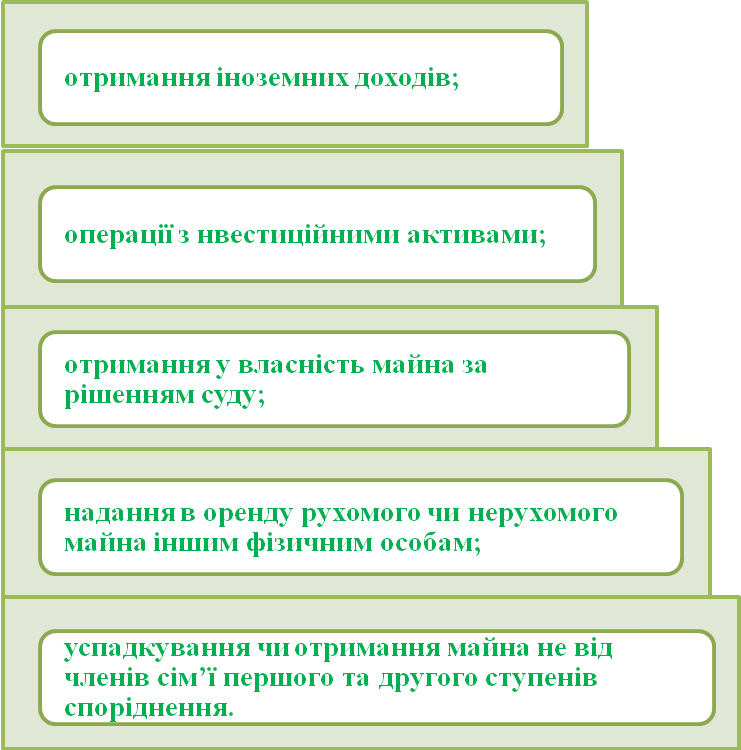 отримання іноземних доходів;
операції з нвестиційними активами;
отримання у власність майна за
рішенням суду;
надання в оренду рухомого чи нерухомого
майна іншим фізичним особам;
успадкування чи отримання майна не від
членів сім’ї першого та другого ступенів
споріднення.